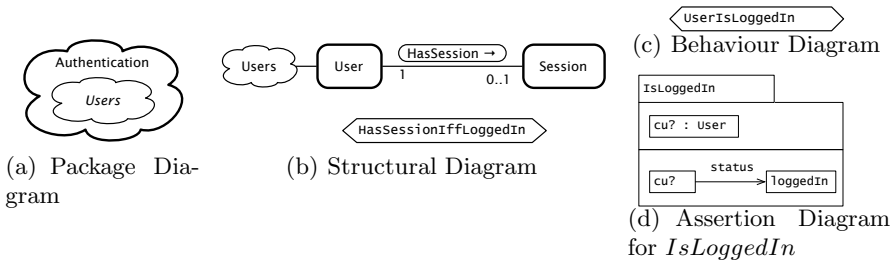 Authentication
Users
(a) Package Dia-
gram
Users
User
HasSession →
1
0..1
Session
HasSessionIffLoggedIn
(b) Structural Diagram
UserIsLoggedIn
(c) Behaviour Diagram
IsLoggedIn
cu? : User
cu?
status
loggedIn
(d) Assertion Diagram
for IsLoggedIn